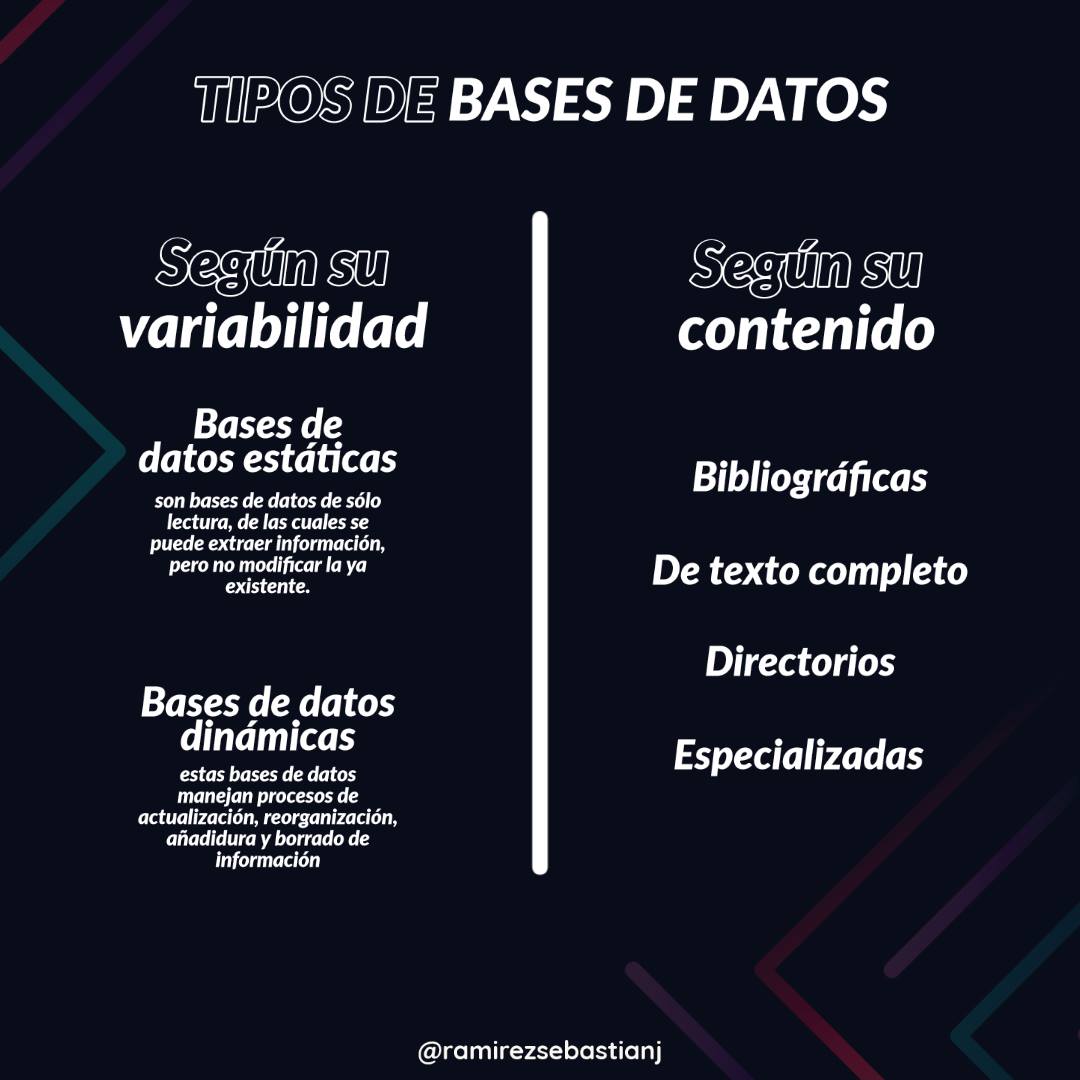 TIPOS DE BASES DE DATOS
Según su
variabilidad
Bases de
datos estáticas
son bases de datos de sólo
lectura, de las cuales se
puede extraer información,
pero no modificar la ya
existente.
Bases de datos
dinámicas
estas bases de datos
manejan procesos de
actualización, reorganización,
añadidura y borrado de
información
Según su
contenido
Bibliográficas
De texto completo
Directorios
Especializadas
@ramirezsebastianj